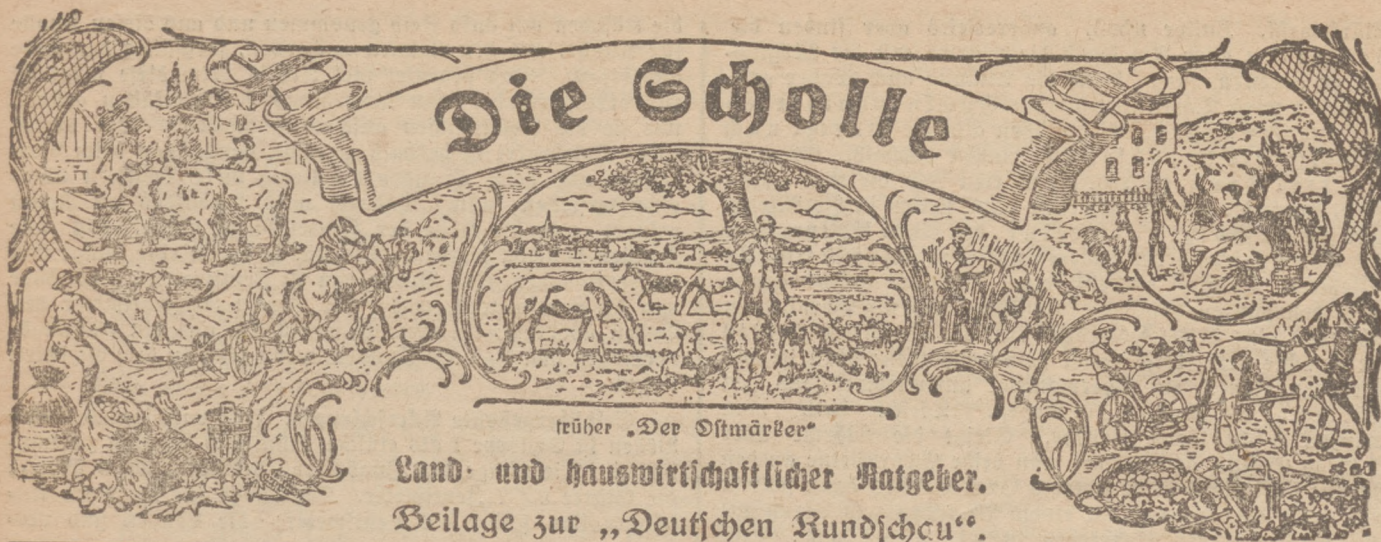 Die Scholle
früher „Der Ostmärker“
Land- und hauswirtschaftlicher Ratgeber.
Beilage zur „Deutschen Rundschau“.